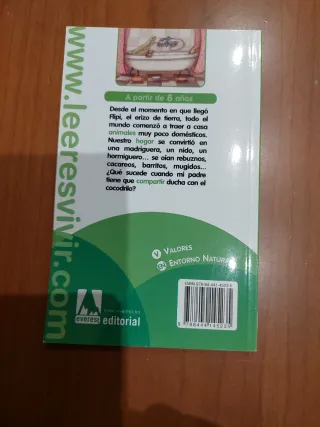 www.leeresvivir.com
A partir de 8 años
Desde el momento en que llegó
Flipi, el erizo de tierra, todo el
mundo comenzó a traer a casa
animales muy poco domésticos.
Nuestro hogar se convirtió en
una madriguera, un nido, un
hormiguero... se oían rebuznos,
cacareos, barritos, mugidos...
¿Qué sucede cuando mi padre
tiene que compartir ducha con el
cocodrilo?
V VALORES
EN ENTORNO NATURAL
everest
editorial